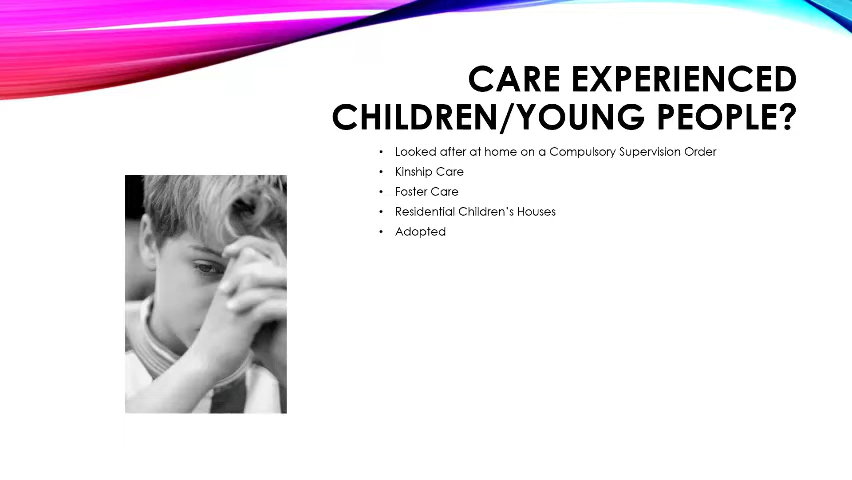 CARE EXPERIENCED
CHILDREN/YOUNG PEOPLE?
• Looked after at home on a Compulsory Supervision Order
• Kinship Care
• Foster Care
• Residential Children's Houses
• Adopted